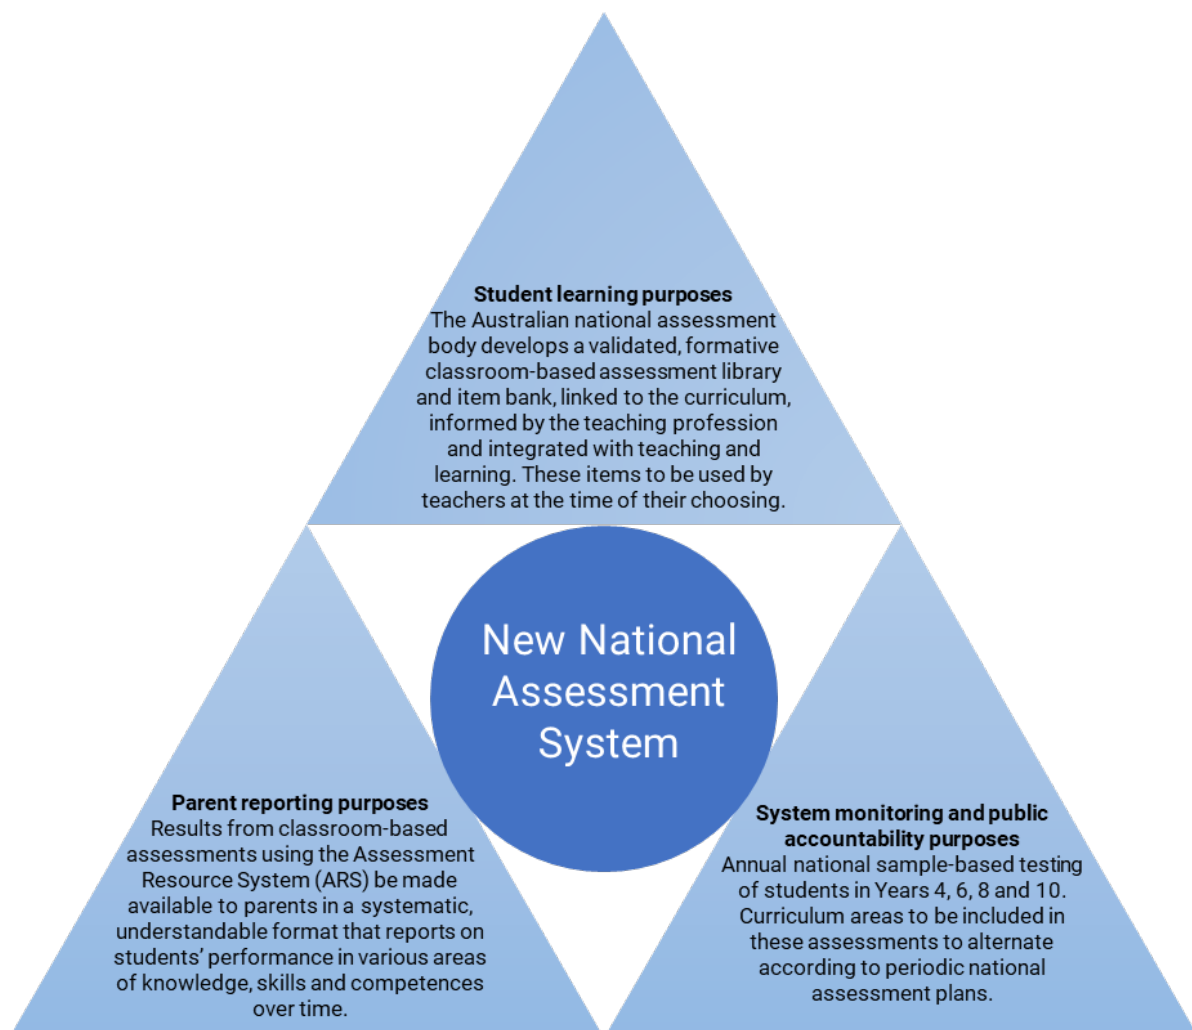 Student learning purposes
The Australian national assessment
body develops a validated, formative
classroom-based assessment library
and item bank, linked to the curriculum,
informed by the teaching profession
and integrated with teaching and
learning. These items to be used by
teachers at the time of their choosing.
New National
Assessment
System
Parent reporting purposes
Results from classroom-based
assessments using the Assessment
Resource System (ARS) be made
available to parents in a systematic,
understandable format that reports on
students’ performance in various areas
of knowledge, skills and competences
over time.
System monitoring and public
accountability purposes
Annual national sample-based testing
of students in Years 4, 6, 8 and 10.
Curriculum areas to be included in
these assessments to alternate
according to periodic national
assessment plans.